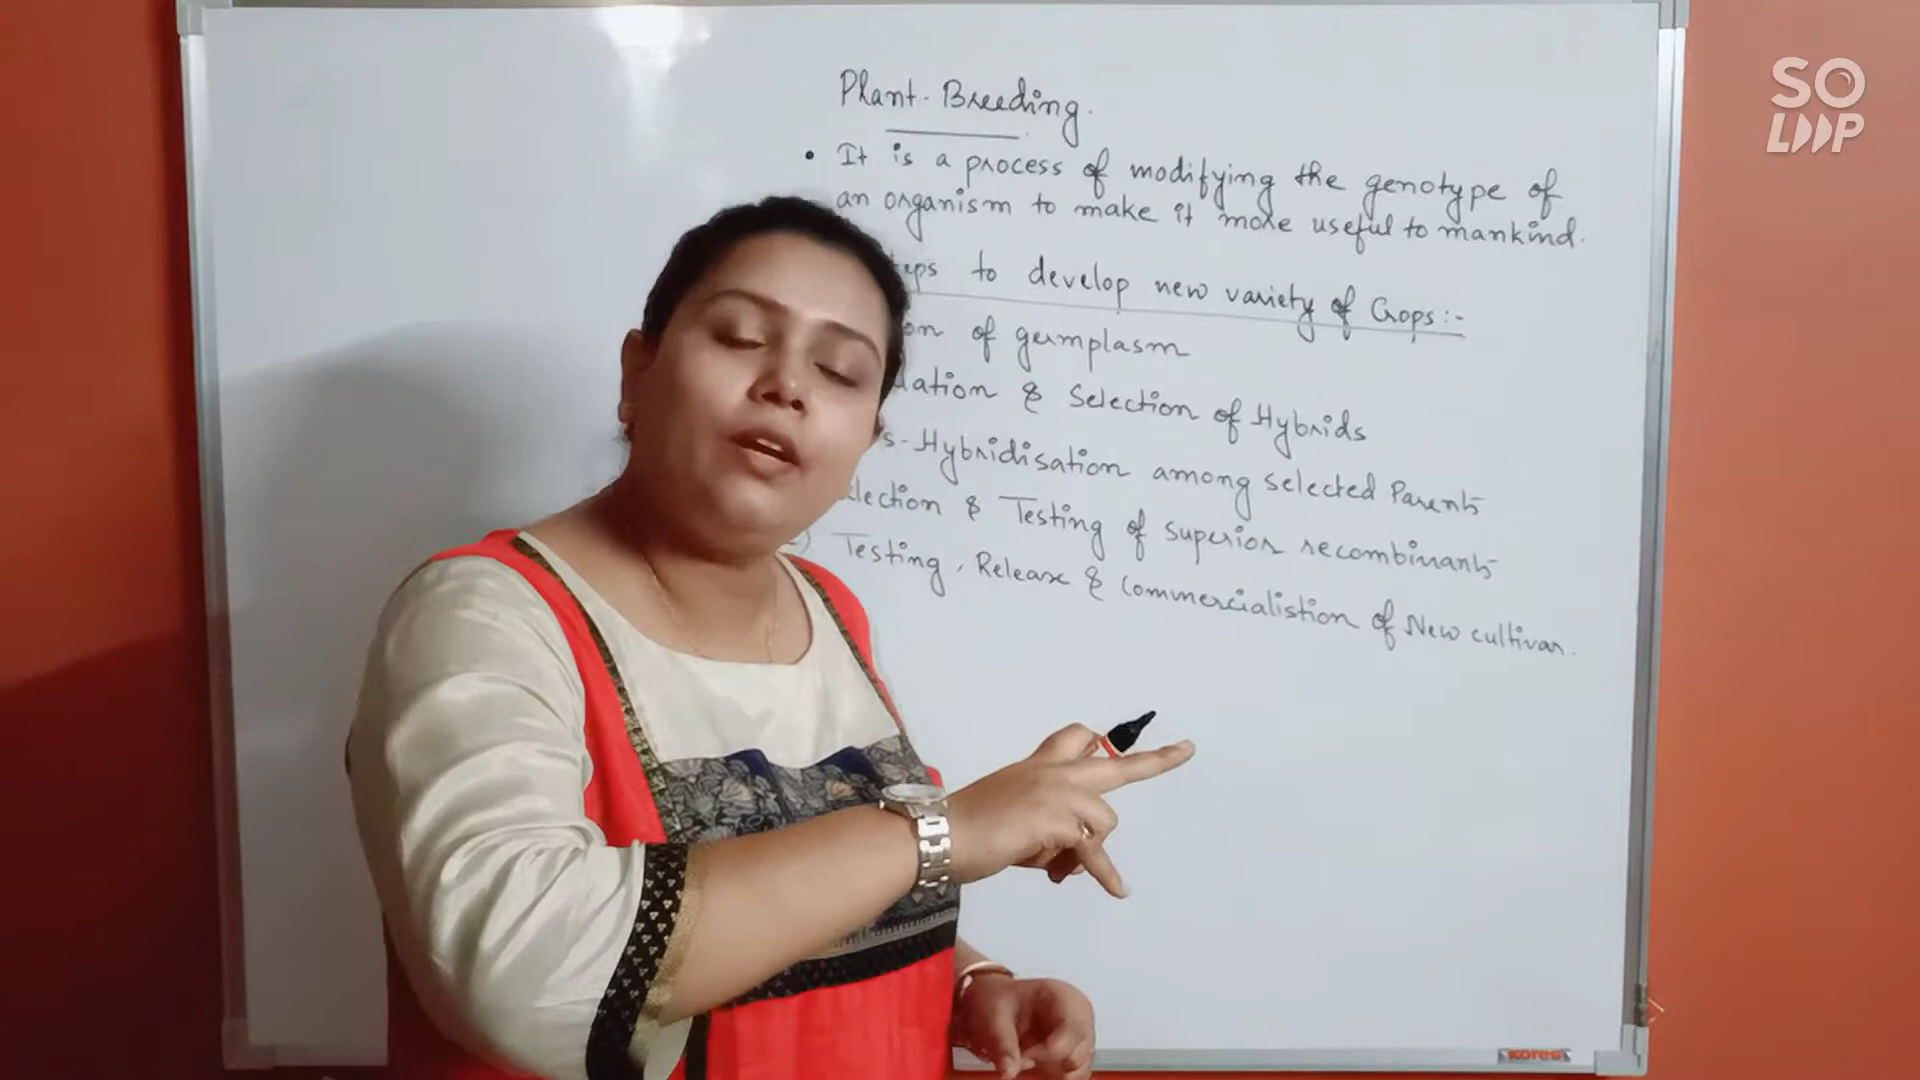 Plant-Breeding.
• It is a process of modifying the genotype of
an organism to make it more useful to mankind.
to develop new variety of Crops:-
of germplasm
& Selection of Hybrids
-Hybridisation among selected Parents
& Testing of superior recombinants
Testing, Release & Commercialistion of New cultivar.
SO
LOOP
kores